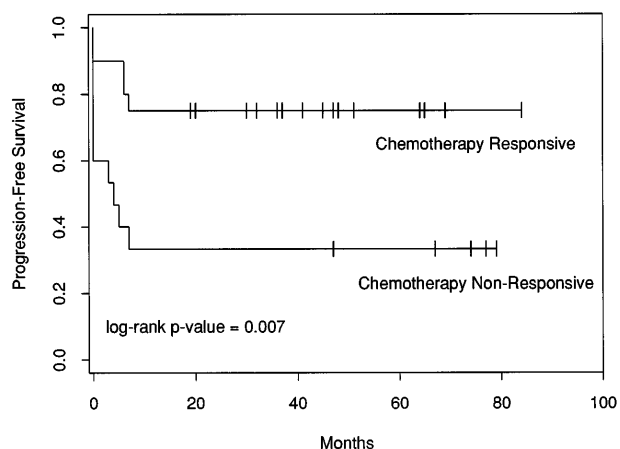 Progression-Free Survival
1.0
0.8
0.6
0.4
0.2
0.0
Chemotherapy Responsive
Chemotherapy Non-Responsive
log-rank p-value = 0.007
0 20 40 60 80 100
Months